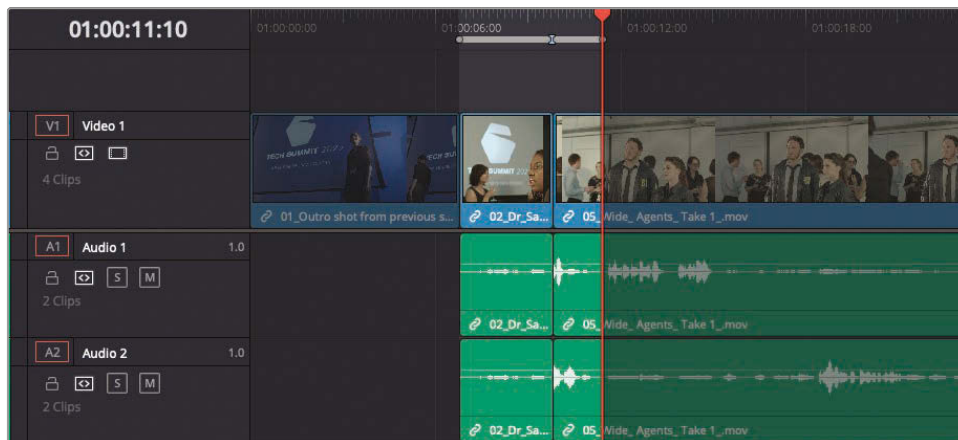 01:00:11:10
01:00:00:00
01:00:06:00
01:00:12:00
01:00:18:00
V1 Video 1
4 Clips
TECH SUMMIT
01_Outro shot from previous s...
02_Dr_Sa...
05_Wide_ Agents_ Take 1_.mov
A1 Audio 1 1.0
S M
2 Clips
02_Dr_Sa...
05_Wide_ Agents_ Take 1_.mov
A2 Audio 2 1.0
S M
2 Clips
02_Dr_Sa...
05_Wide_ Agents_ Take 1_.mov